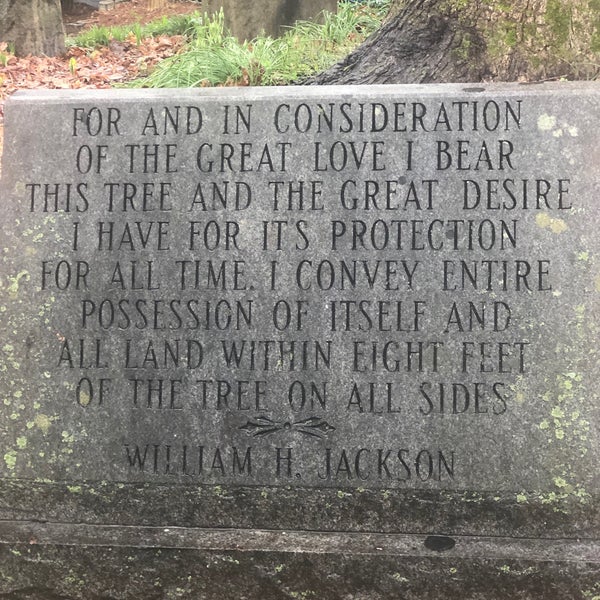 FOR AND IN CONSIDERATION
OF THE GREAT LOVE I BEAR
THIS TREE AND THE GREAT DESIRE
I HAVE FOR IT'S PROTECTION
FOR ALL TIME, I CONVEY ENTIRE
POSSESSION OF ITSELF AND
ALL LAND WITHIN EIGHT FEET
OF THE TREE ON ALL SIDES
WILLIAM H. JACKSON